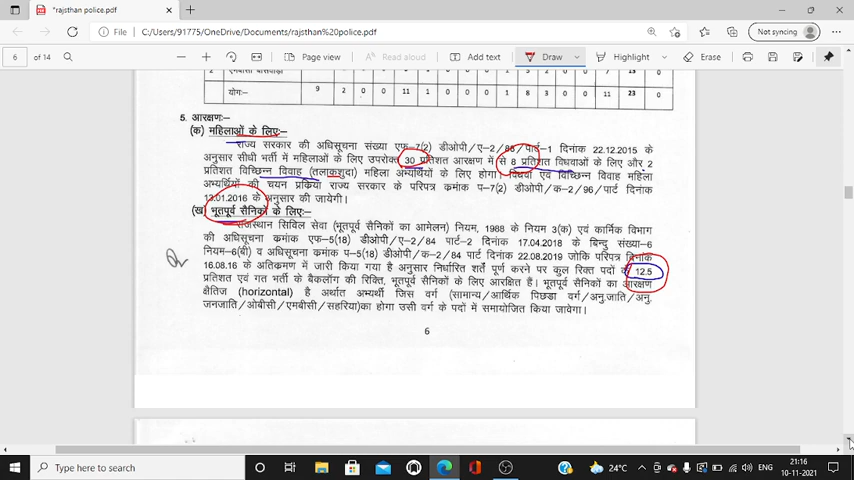 *rajsthan police.pdf
Not syncing
File | C:/Users/91775/OneDrive/Documents/rajsthan%20police.pdf
6 of 14
Page view
Read aloud
Add text
Draw
Highlight
Erase
2 एमबीसी बांसवाड़ा 7 13 0
योगः- 9 2 0 0 11 1 0 0 0 1 8 3 0 0 11 23 0
5. आरक्षणः-
(क) महिलाओं के लिए:-
राज्य सरकार की अधिसूचना संख्या एफ-7(2) डीओपी/ए-2/88/पार्ट-1 दिनांक 22.12.2015 के
अनुसार सीधी भर्ती में महिलाओं के लिए उपरोक्त 30 प्रतिशत आरक्षण में से 8 प्रतिशत विधवाओं के लिए और 2
प्रतिशत विच्छिन्न विवाह (तलाकशुदा) महिला अभ्यर्थियों के लिए होगा। विधवा एवं विच्छिन्न विवाह महिला
अभ्यर्थियों की चयन प्रक्रिया राज्य सरकार के परिपत्र क्रमांक प-7(2) डीओपी/क-2/96/पार्ट दिनांक
13.01.2016 के अनुसार की जायेगी।
(ख) भूतपूर्व सैनिकों के लिए:-
राजस्थान सिविल सेवा (भूतपूर्व सैनिकों का आमेलन) नियम, 1988 के नियम 3(क) एवं कार्मिक विभाग
की अधिसूचना क्रमांक एफ-5(18) डीओपी/ए-2/84 पार्ट-2 दिनांक 17.04.2018 के बिन्दु संख्या-6
नियम-6(बी) व अधिसूचना क्रमांक प-5(18) डीओपी/क-2/84 पार्ट दिनांक 22.08.2019 जोकि परिपत्र दिनांक
16.08.16 के अतिक्रमण में जारी किया गया है अनुसार निर्धारित शर्तें पूर्ण करने पर कुल रिक्त पदों के 12.5
प्रतिशत एवं गत भर्ती के बैकलॉग की रिक्ति, भूतपूर्व सैनिकों के लिए आरक्षित हैं। भूतपूर्व सैनिकों का आरक्षण
क्षैतिज (horizontal) है अर्थात अभ्यर्थी जिस वर्ग (सामान्य/आर्थिक पिछडा वर्ग/अनु.जाति/अनु.
जनजाति/ओबीसी/एमबीसी/सहरिया) का होगा उसी वर्ग के पदों में समायोजित किया जावेगा।
6
Type here to search
24°C
ENG
21:16
10-11-2021